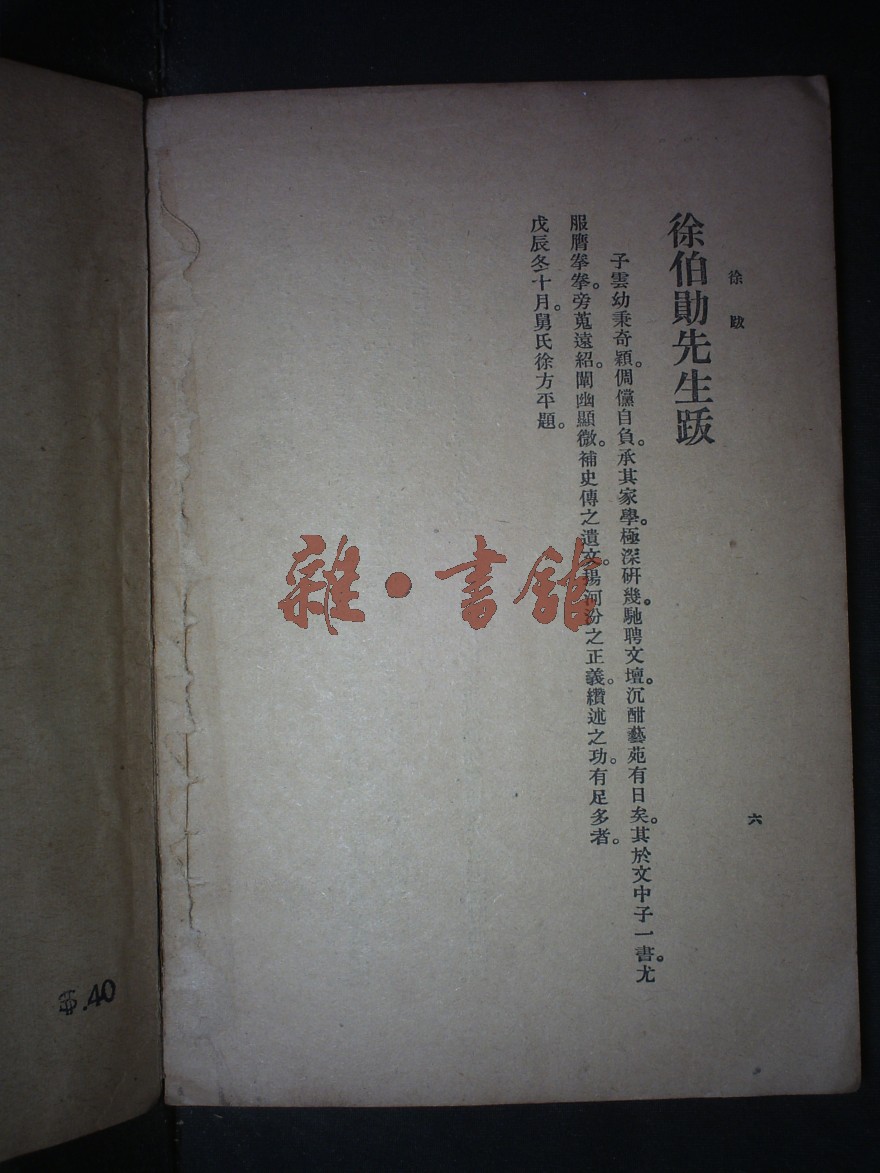 徐跋
六
徐伯勛先生跋
子雲幼秉奇穎。倜儻自負。承其家學。極深硏幾。馳聘文壇。沉酣藝苑有日矣。其於文中子一書。尤
服膺拳拳。旁蒐遠紹。闡幽顯微。補史傳之遺文。揚河汾之正義。纘述之功。有足多者。
戊辰冬十月。舅氏徐方平題。
雜·書館
$.40